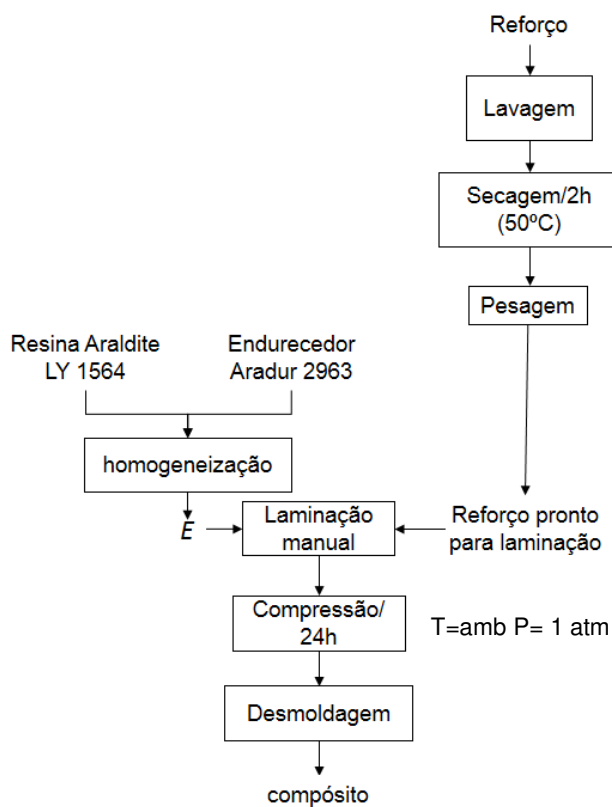 Reforço
Lavagem
Secagem/2h
(50ºC)
Pesagem
Resina Araldite
LY 1564
Endurecedor
Aradur 2963
homogeneização
E
Laminação
manual
Reforço pronto
para laminação
Compressão/
24h
T=amb P= 1 atm
Desmoldagem
compósito